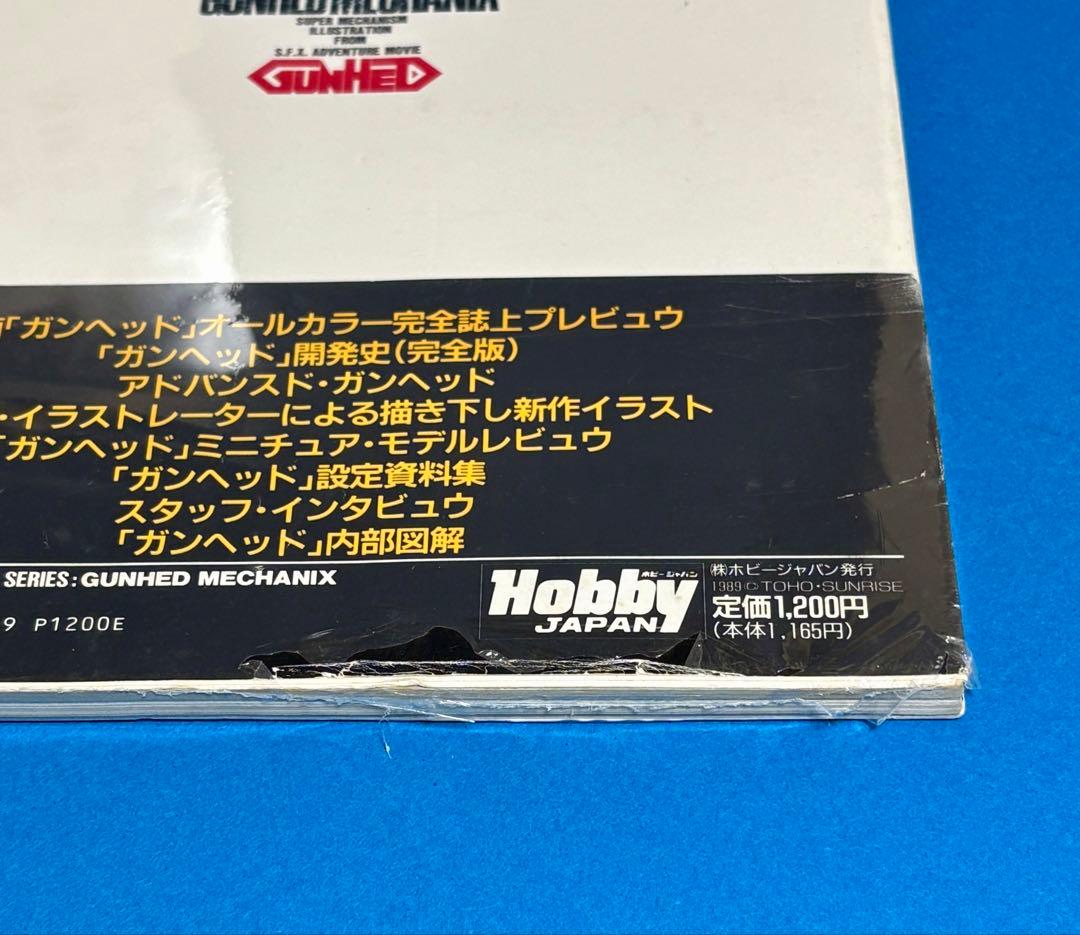 GUNHED MECHANIX
SUPER MECHANISM
ILLUSTRATION
FROM
S.F.X. ADVENTURE MOVIE
GUNHED
「ガンヘッド」オールカラー完全誌上プレビュウ
「ガンヘッド」開発史(完全版)
アドバンスド・ガンヘッド
・イラストレーターによる描き下し新作イラスト
「ガンヘッド」ミニチュア・モデルレビュウ
「ガンヘッド」設定資料集
スタッフ・インタビュウ
「ガンヘッド」内部図解
SERIES: GUNHED MECHANIX
9 P1200E
ホビージャパン
Hobby
JAPAN
㈱ホビージャパン発行
1989 © TOHO・SUNRISE
定価1,200円
(本体1,165円)